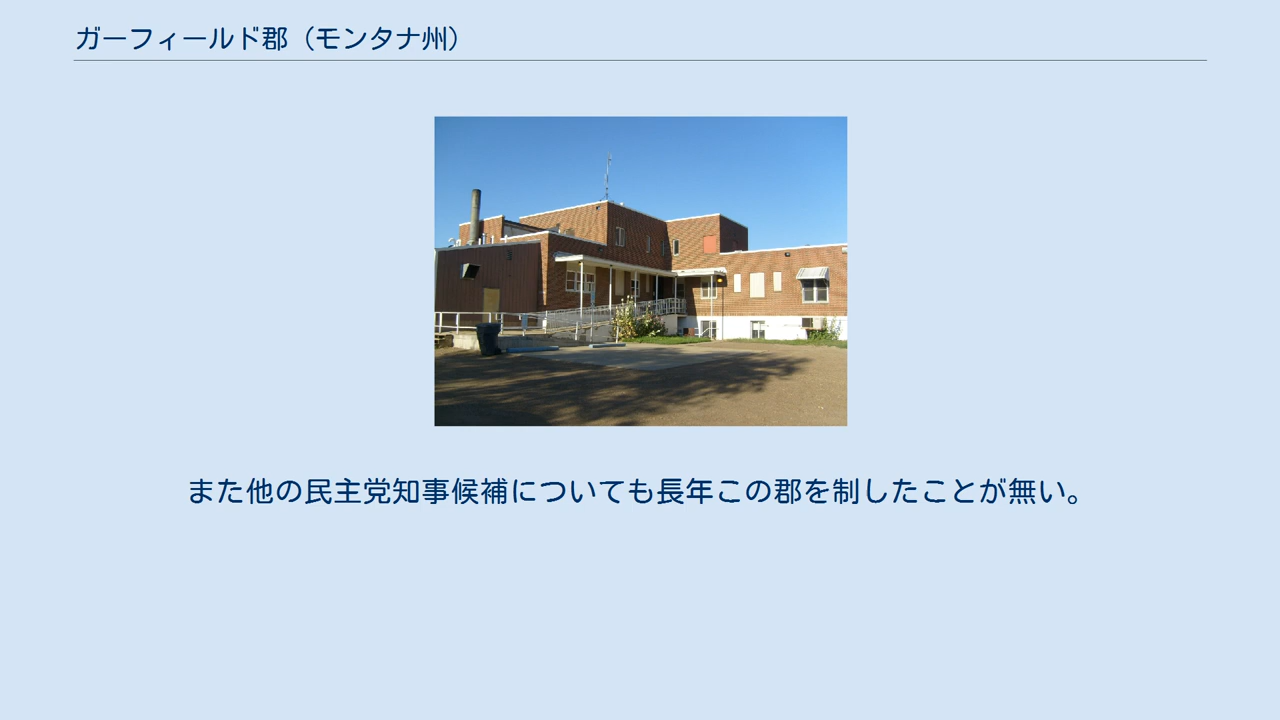 ガーフィールド郡（モンタナ州）
また他の民主党知事候補についても長年この郡を制したことが無い。